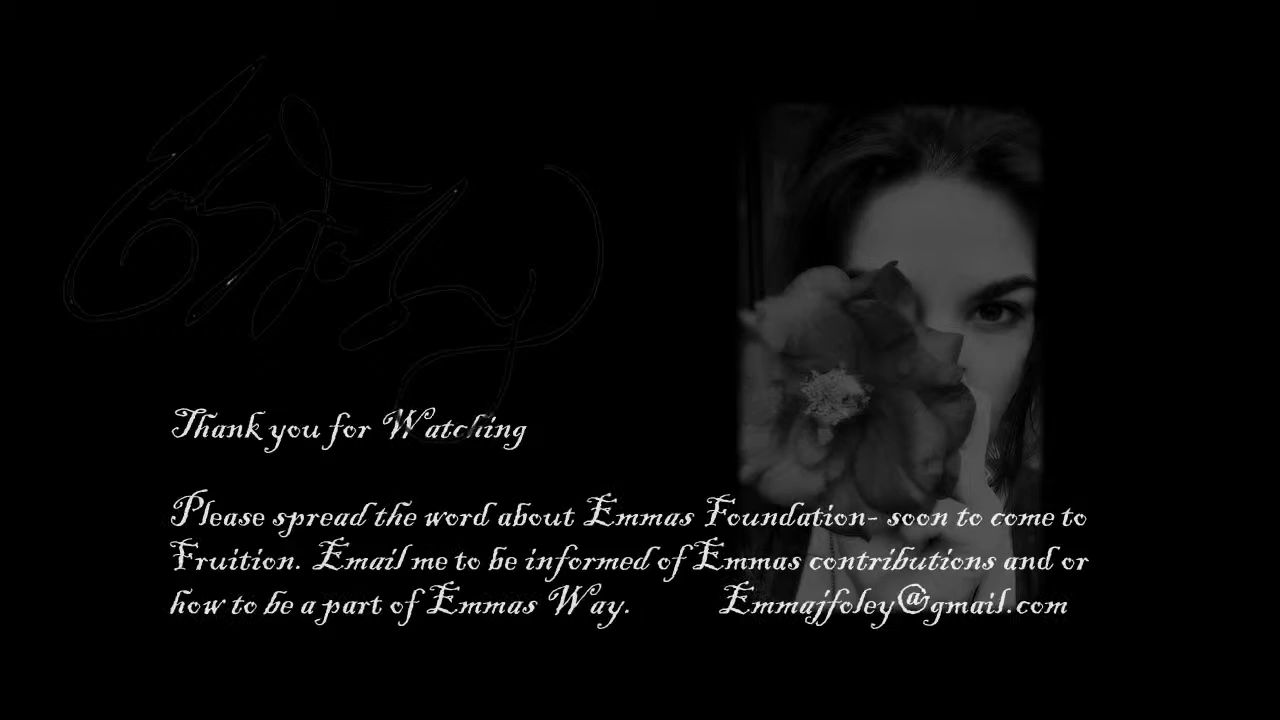 Thank you for Watching
Please spread the word about Emmas Foundation- soon to come to
Fruition. Email me to be informed of Emmas contributions and or
how to be a part of Emmas Way. Emmajfoley@gmail.com